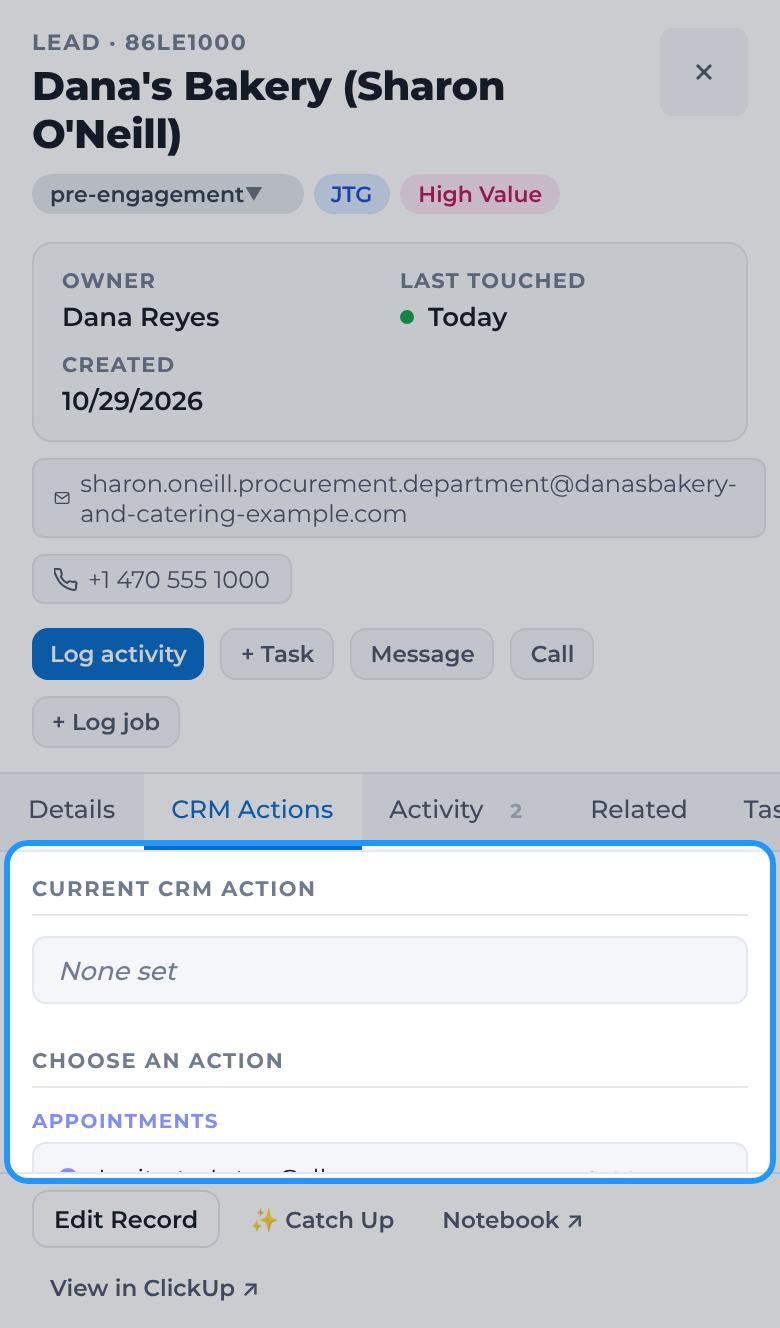 LEAD · 86LE1000
Dana's Bakery (Sharon
O'Neill)
pre-engagement▼ JTG High Value
OWNER LAST TOUCHED
Dana Reyes Today
CREATED
10/29/2026
sharon.oneill.procurement.department@danasbakery-
and-catering-example.com
+1 470 555 1000
Log activity + Task Message Call
+ Log job
Details CRM Actions Activity 2 Related Tas
CURRENT CRM ACTION
None set
CHOOSE AN ACTION
APPOINTMENTS
Edit Record ✨ Catch Up Notebook ↗
View in ClickUp ↗